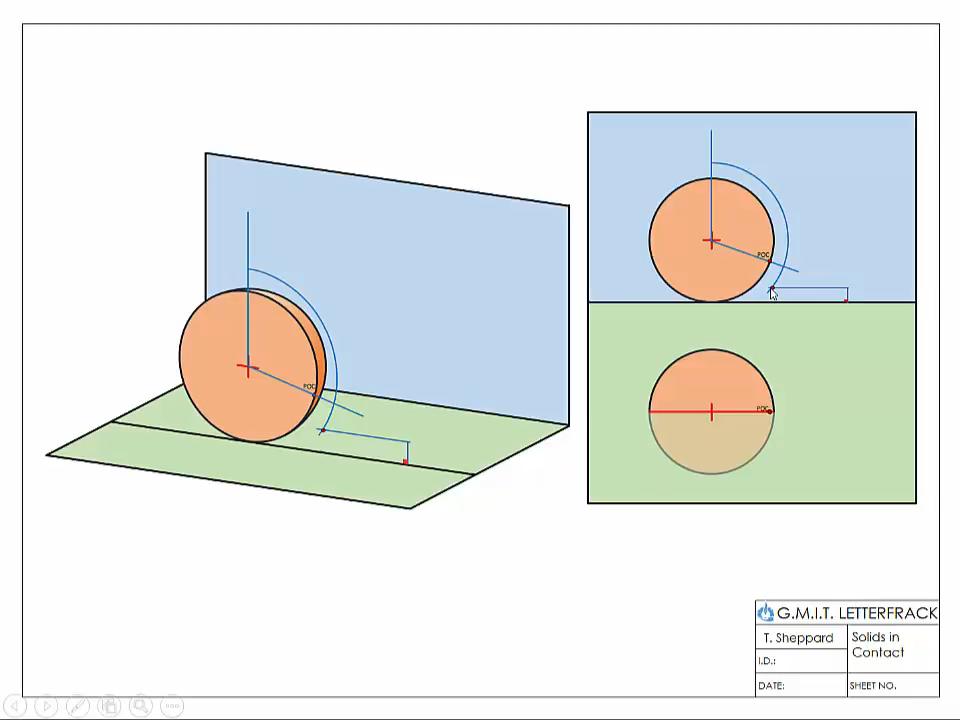 POC
POC
POC
G.M.I.T. LETTERFRACK
T. Sheppard
Solids in
Contact
I.D.:
DATE:
SHEET NO.